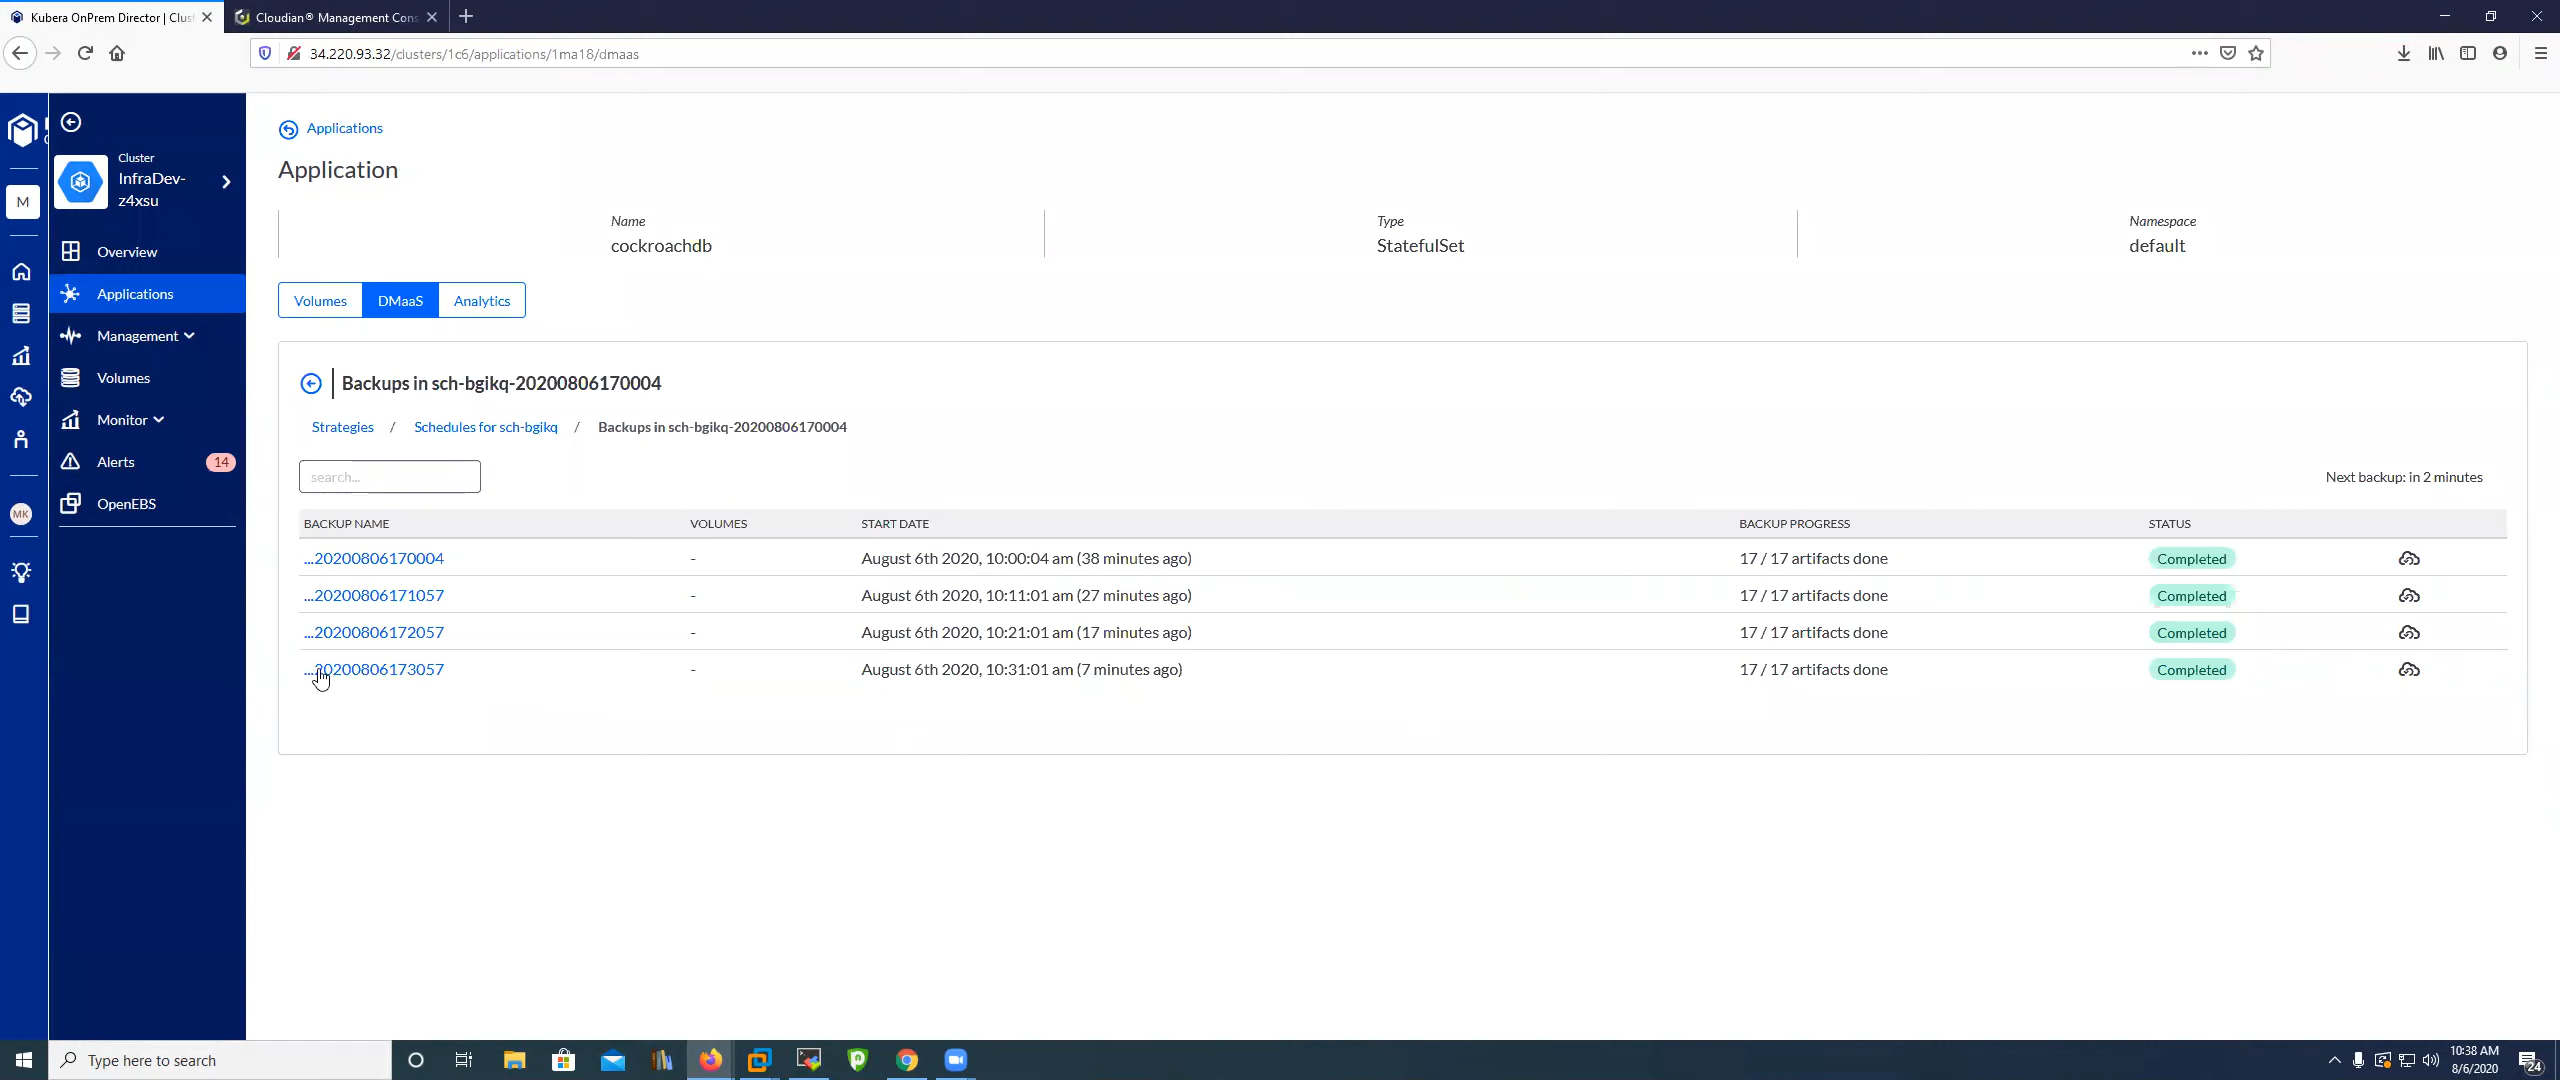 Kubera OnPrem Director | Clus
Cloudian® Management Cons
34.220.93.32/clusters/1c6/applications/1ma18/dmaas
Cluster
InfraDev-
z4xsu
M
Overview
Applications
Management
Volumes
Monitor
Alerts
14
OpenEBS
MK
Applications
Application
Name
cockroachdb
Type
StatefulSet
Namespace
default
Volumes
DMaaS
Analytics
Backups in sch-bgikq-20200806170004
Strategies / Schedules for sch-bgikq / Backups in sch-bgikq-20200806170004
search...
Next backup: in 2 minutes
BACKUP NAME VOLUMES START DATE BACKUP PROGRESS STATUS
...20200806170004 - August 6th 2020, 10:00:04 am (38 minutes ago) 17 / 17 artifacts done Completed
...20200806171057 - August 6th 2020, 10:11:01 am (27 minutes ago) 17 / 17 artifacts done Completed
...20200806172057 - August 6th 2020, 10:21:01 am (17 minutes ago) 17 / 17 artifacts done Completed
...20200806173057 - August 6th 2020, 10:31:01 am (7 minutes ago) 17 / 17 artifacts done Completed
Type here to search
10:38 AM
8/6/2020
24